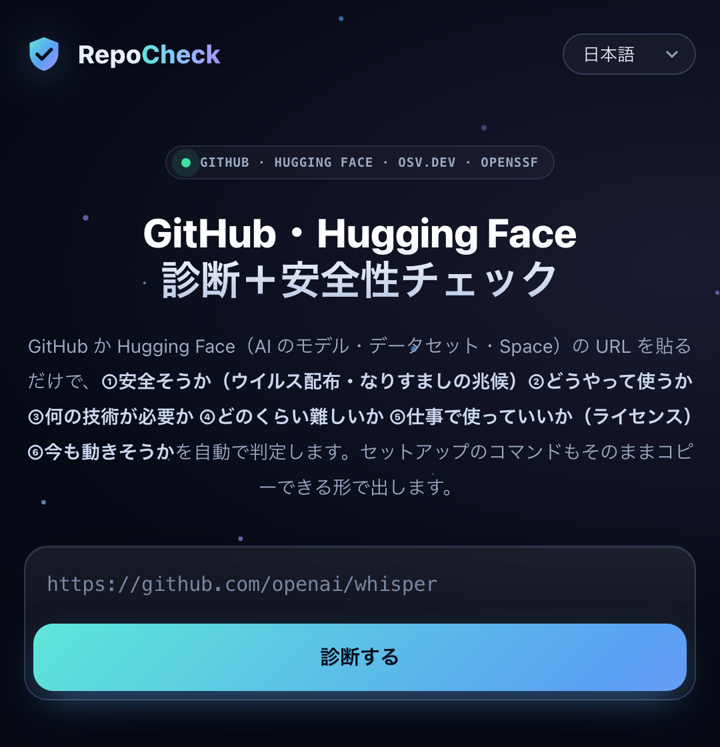 RepoCheck
日本語
GITHUB · HUGGING FACE · OSV.DEV · OPENSSF
GitHub・Hugging Face
診断＋安全性チェック
GitHub か Hugging Face（AI のモデル・データセット・Space）の URL を貼る
だけで、①安全そうか（ウイルス配布・なりすましの兆候）②どうやって使うか
③何の技術が必要か ④どのくらい難しいか ⑤仕事で使っていいか（ライセンス）
⑥今も動きそうかを自動で判定します。セットアップのコマンドもそのままコピ
ーできる形で出します。
https://github.com/openai/whisper
診断する